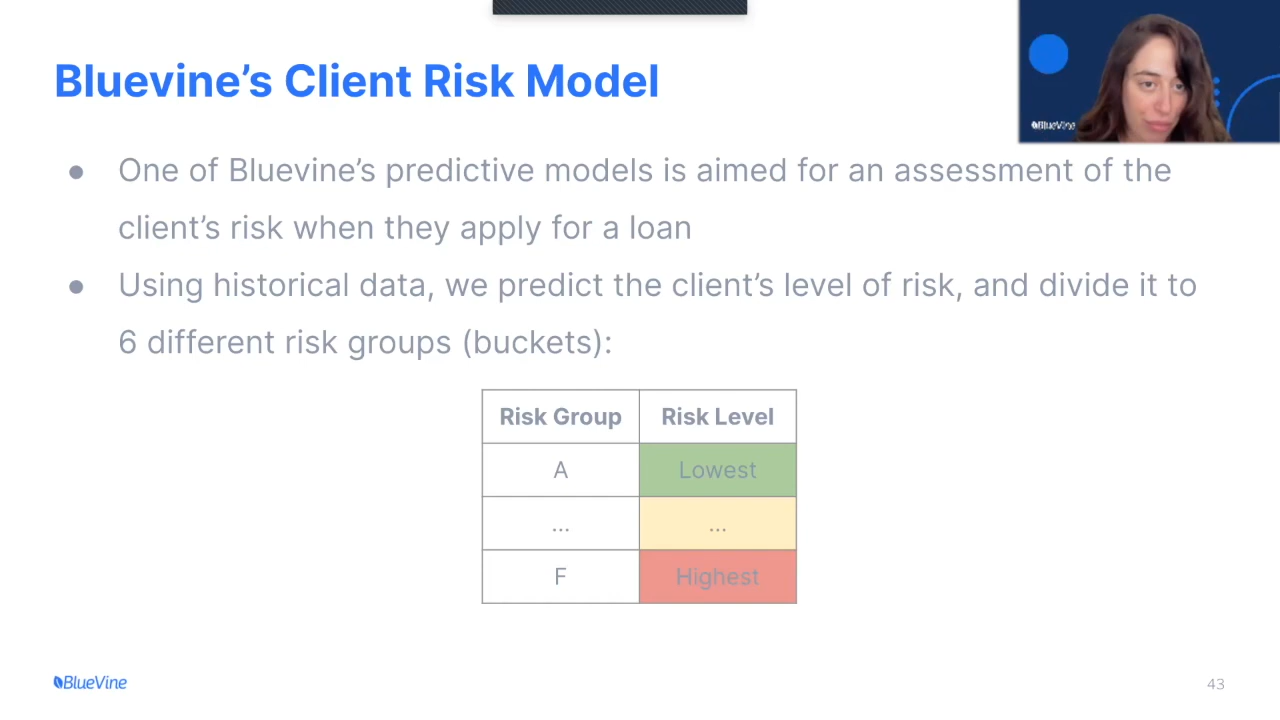 Bluevine’s Client Risk Model
BlueVine
● One of Bluevine’s predictive models is aimed for an assessment of the
client’s risk when they apply for a loan
● Using historical data, we predict the client’s level of risk, and divide it to
6 different risk groups (buckets):
Risk Group Risk Level
A Lowest
... ...
F Highest
BlueVine
43